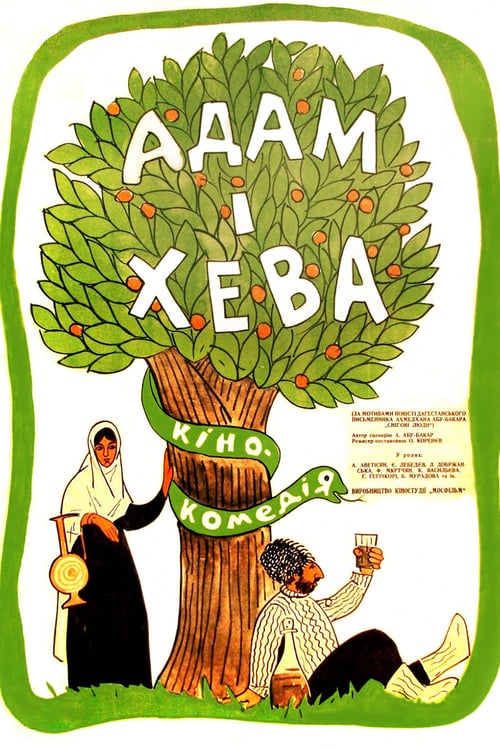 АДАМ
І
ХЕВА
КІНО-
КОМЕДІЯ
(ЗА МОТИВАМИ ПОВІСТІ ДАГЕСТАНСЬКОГО
ПИСЬМЕННИКА АХМЕДХАНА АБУ-БАКАРА
„СНІГОВІ ЛЮДИ")
Автор сценарію А. АБУ-БАКАР
Режисер-постановник О. КОРЕНЄВ
У ролях:
А. АВЕТІСЯН, Є. ЛЕБЕДЄВ, Л. ДОБРЖАН-
СЬКА, Ф. МКРТЧЯН, К. ВАСИЛЬЄВА,
Г. ГЕГЕЧКОРІ, Б. МУРАДОВА та ін.
ВИРОБНИЦТВО КІНОСТУДІЇ „МОСФІЛЬМ"